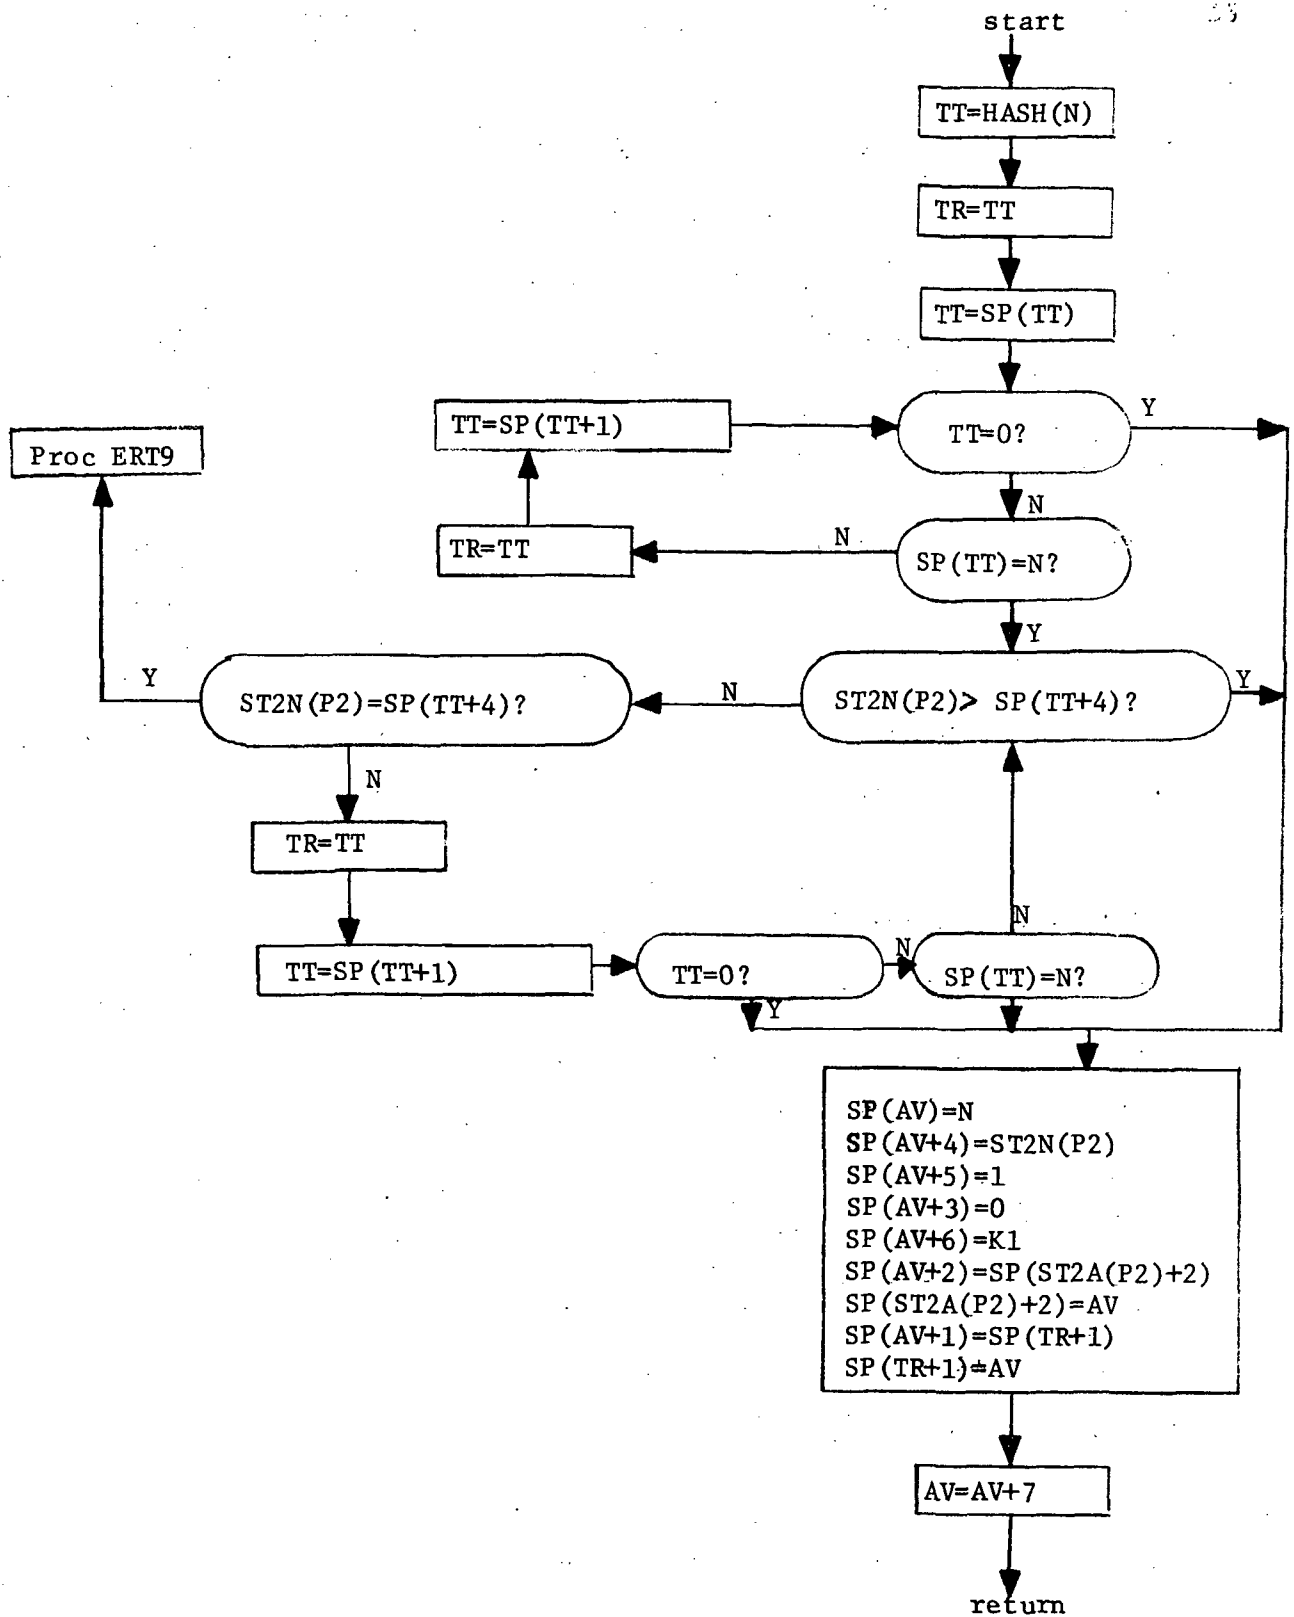 start
TT=HASH(N)
TR=TT
TT=SP(TT)
TT=SP(TT+1)
TT=0?
Y
Proc ERT9
N
TR=TT
N
SP(TT)=N?
Y
Y
ST2N(P2)=SP(TT+4)?
N
ST2N(P2)> SP(TT+4)?
Y
N
TR=TT
N
TT=SP(TT+1)
TT=0?
N
SP(TT)=N?
Y
SP(AV)=N
SP(AV+4)=ST2N(P2)
SP(AV+5)=1
SP(AV+3)=0
SP(AV+6)=K1
SP(AV+2)=SP(ST2A(P2)+2)
SP(ST2A(P2)+2)=AV
SP(AV+1)=SP(TR+1)
SP(TR+1)=AV
AV=AV+7
return